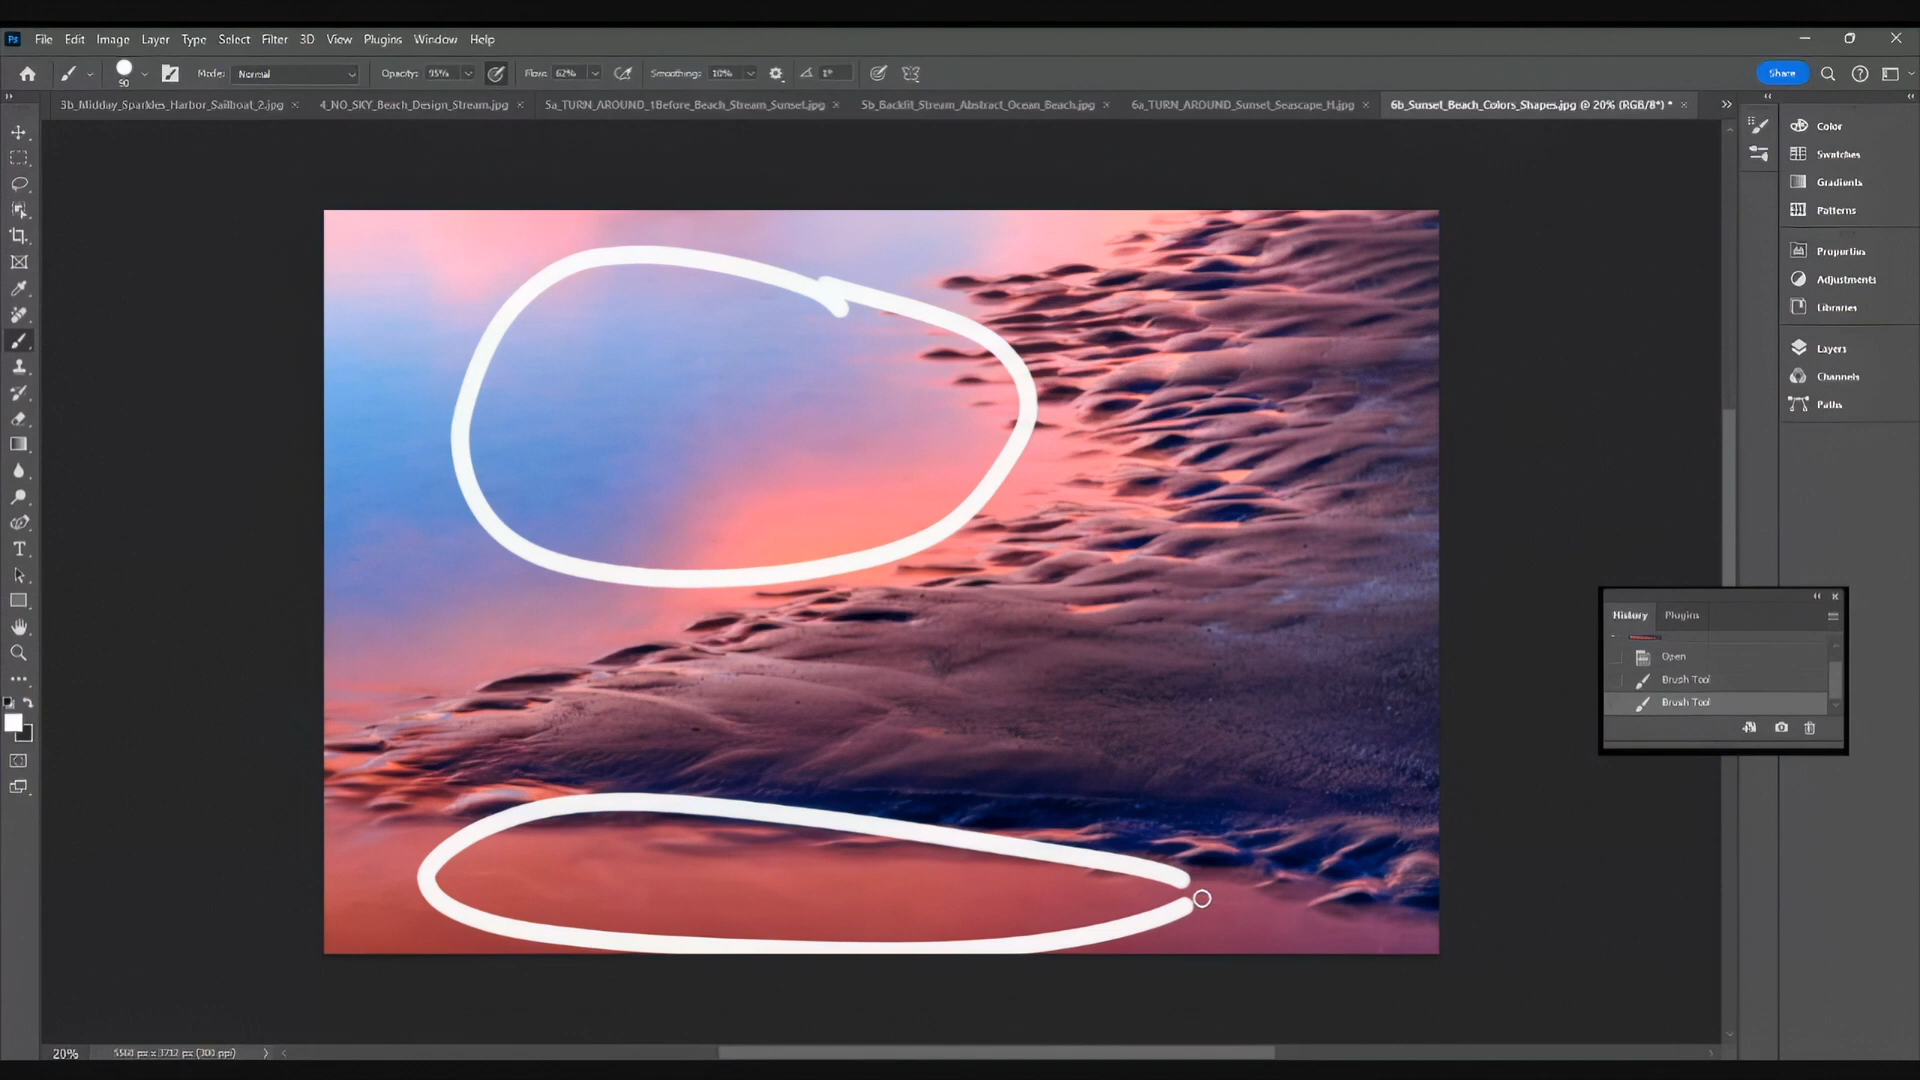 Ps File Edit Image Layer Type Select Filter 3D View Plugins Window Help
50 Mode: Normal Opacity: 95% Flow: 62% Smoothing: 10% 1° Share
3b_Midday_Sparkles_Harbor_Sailboat_2.jpg × 4_NO_SKY_Beach_Design_Stream.jpg × 5a_TURN_AROUND_1Before_Beach_Stream_Sunset.jpg × 5b_Backlit_Stream_Abstract_Ocean_Beach.jpg × 6a_TURN_AROUND_Sunset_Seascape_H.jpg × 6b_Sunset_Beach_Colors_Shapes.jpg @ 20% (RGB/8*) * ×
Color
Swatches
Gradients
Patterns
Properties
Adjustments
Libraries
Layers
Channels
Paths
History Plugins
Open
Brush Tool
Brush Tool
20% px x 3712 px (300 ppi)